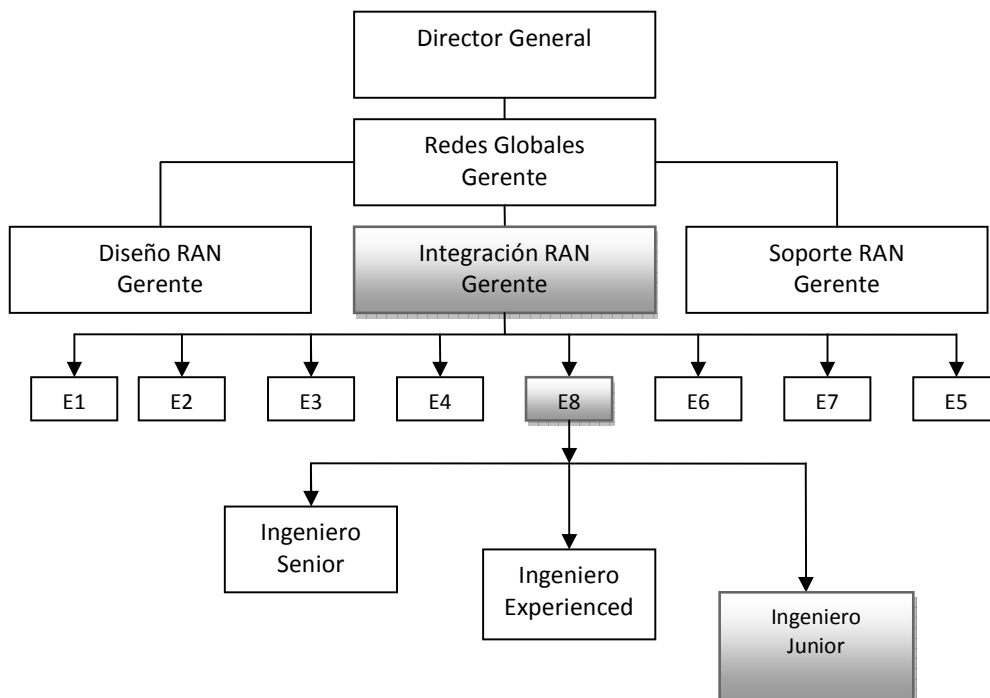 Director General
Redes Globales
Gerente
Diseño RAN
Gerente
Integración RAN
Gerente
Soporte RAN
Gerente
E1
E2
E3
E4
E8
E6
E7
E5
Ingeniero
Senior
Ingeniero
Experienced
Ingeniero
Junior